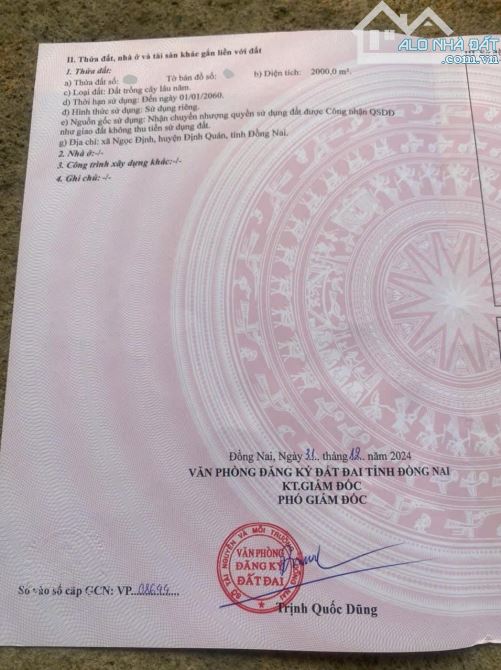 ALO NHÀ ĐẤT
.com.vn
II. Thửa đất, nhà ở và tài sản khác gắn liền với đất
1. Thửa đất:
a) Thửa đất số: Tờ bản đồ số: b) Diện tích: 2000,0 m².
c) Loại đất: Đất trồng cây lâu năm.
d) Thời hạn sử dụng: Đến ngày 01/01/2060.
đ) Hình thức sử dụng: Sử dụng riêng.
e) Nguồn gốc sử dụng: Nhận chuyển nhượng quyền sử dụng đất được Công nhận QSDĐ
như giao đất không thu tiền sử dụng đất.
g) Địa chỉ: xã Ngọc Định, huyện Định Quán, tỉnh Đồng Nai.
2. Nhà ở:-/-
3. Công trình xây dựng khác:-/-
4. Ghi chú: -/-
Đồng Nai, Ngày 31.. tháng 12.. năm 2024
VĂN PHÒNG ĐĂNG KÝ ĐẤT ĐAI TỈNH ĐỒNG NAI
KT.GIÁM ĐỐC
PHÓ GIÁM ĐỐC
VĂN PHÒNG
ĐĂNG KÝ
ĐẤT ĐAI
Số vào sổ cấp GCN: VP
Trịnh Quốc Dũng